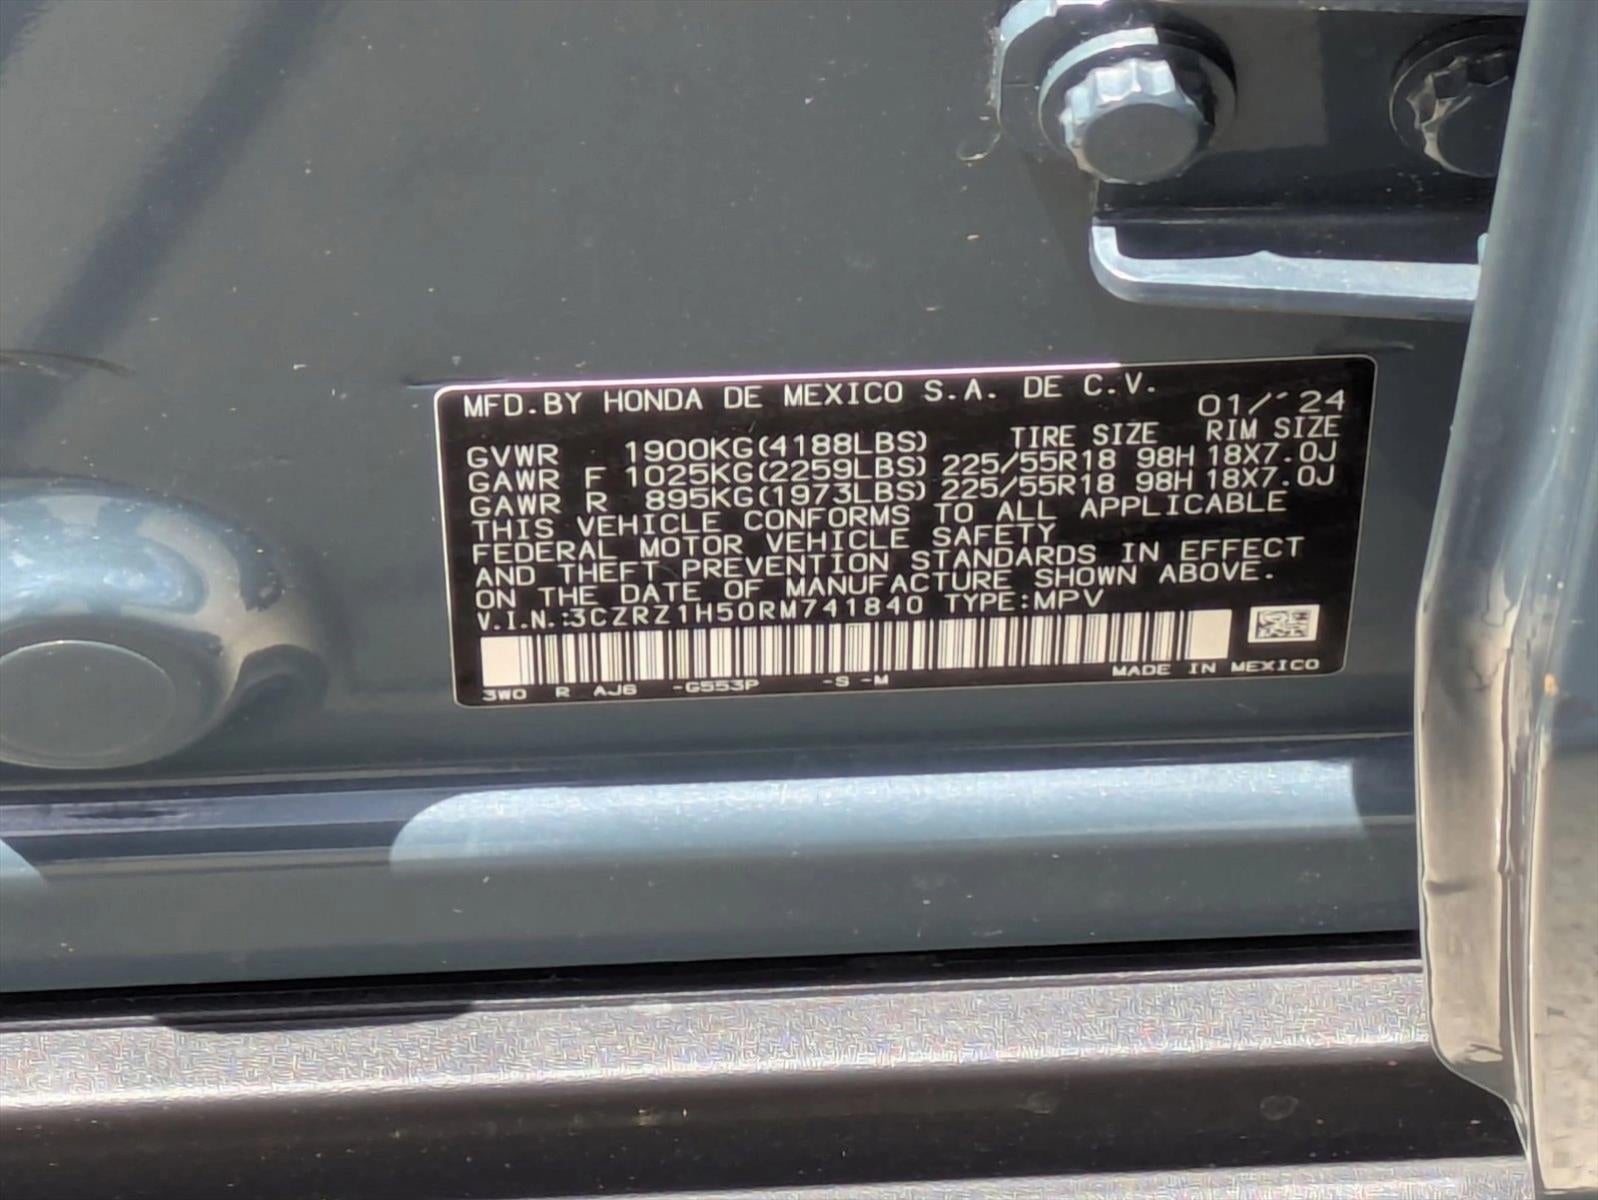 MFD.BY HONDA DE MEXICO S.A. DE C.V.
01/'24
TIRE SIZE RIM SIZE
GVWR 1900KG(4188LBS)
GAWR F 1025KG(2259LBS) 225/55R18 98H 18X7.0J
GAWR R 895KG(1973LBS) 225/55R18 98H 18X7.0J
THIS VEHICLE CONFORMS TO ALL APPLICABLE
FEDERAL MOTOR VEHICLE SAFETY
AND THEFT PREVENTION STANDARDS IN EFFECT
ON THE DATE OF MANUFACTURE SHOWN ABOVE.
V.I.N.:3CZRZ1H50RM741840 TYPE:MPV
3W0 R AJ6 -G553P -S -M MADE IN MEXICO